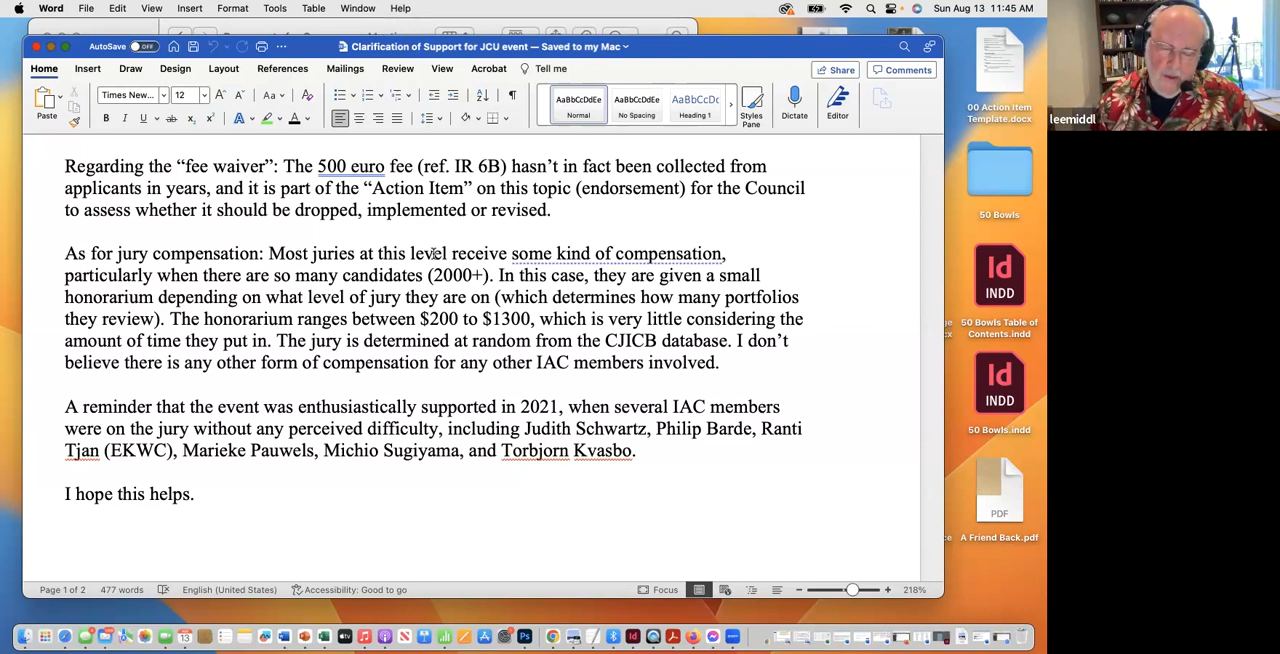 Word File Edit View Insert Format Tools Table Window Help
Sun Aug 13 11:45 AM
AutoSave OFF
Clarification of Support for JCU event — Saved to my Mac
Home Insert Draw Design Layout References Mailings Review View Acrobat Tell me
Share Comments
Paste
Times New... 12
AaBbCcDdEe AaBbCcDdEe AaBbCcDc
Normal No Spacing Heading 1
Styles Pane
Dictate
Editor
Regarding the “fee waiver”: The 500 euro fee (ref. IR 6B) hasn’t in fact been collected from
applicants in years, and it is part of the “Action Item” on this topic (endorsement) for the Council
to assess whether it should be dropped, implemented or revised.
As for jury compensation: Most juries at this level receive some kind of compensation,
particularly when there are so many candidates (2000+). In this case, they are given a small
honorarium depending on what level of jury they are on (which determines how many portfolios
they review). The honorarium ranges between $200 to $1300, which is very little considering the
amount of time they put in. The jury is determined at random from the CJICB database. I don’t
believe there is any other form of compensation for any other IAC members involved.
A reminder that the event was enthusiastically supported in 2021, when several IAC members
were on the jury without any perceived difficulty, including Judith Schwartz, Philip Barde, Ranti
Tjan (EKWC), Marieke Pauwels, Michio Sugiyama, and Torbjorn Kvasbo.
I hope this helps.
Page 1 of 2 477 words English (United States) Accessibility: Good to go
Focus 218%
00 Action Item
Template.docx
50 Bowls
Id
INDD
50 Bowls Table of
Contents.indd
Id
INDD
50 Bowls.indd
PDF
A Friend Back.pdf
leemiddl